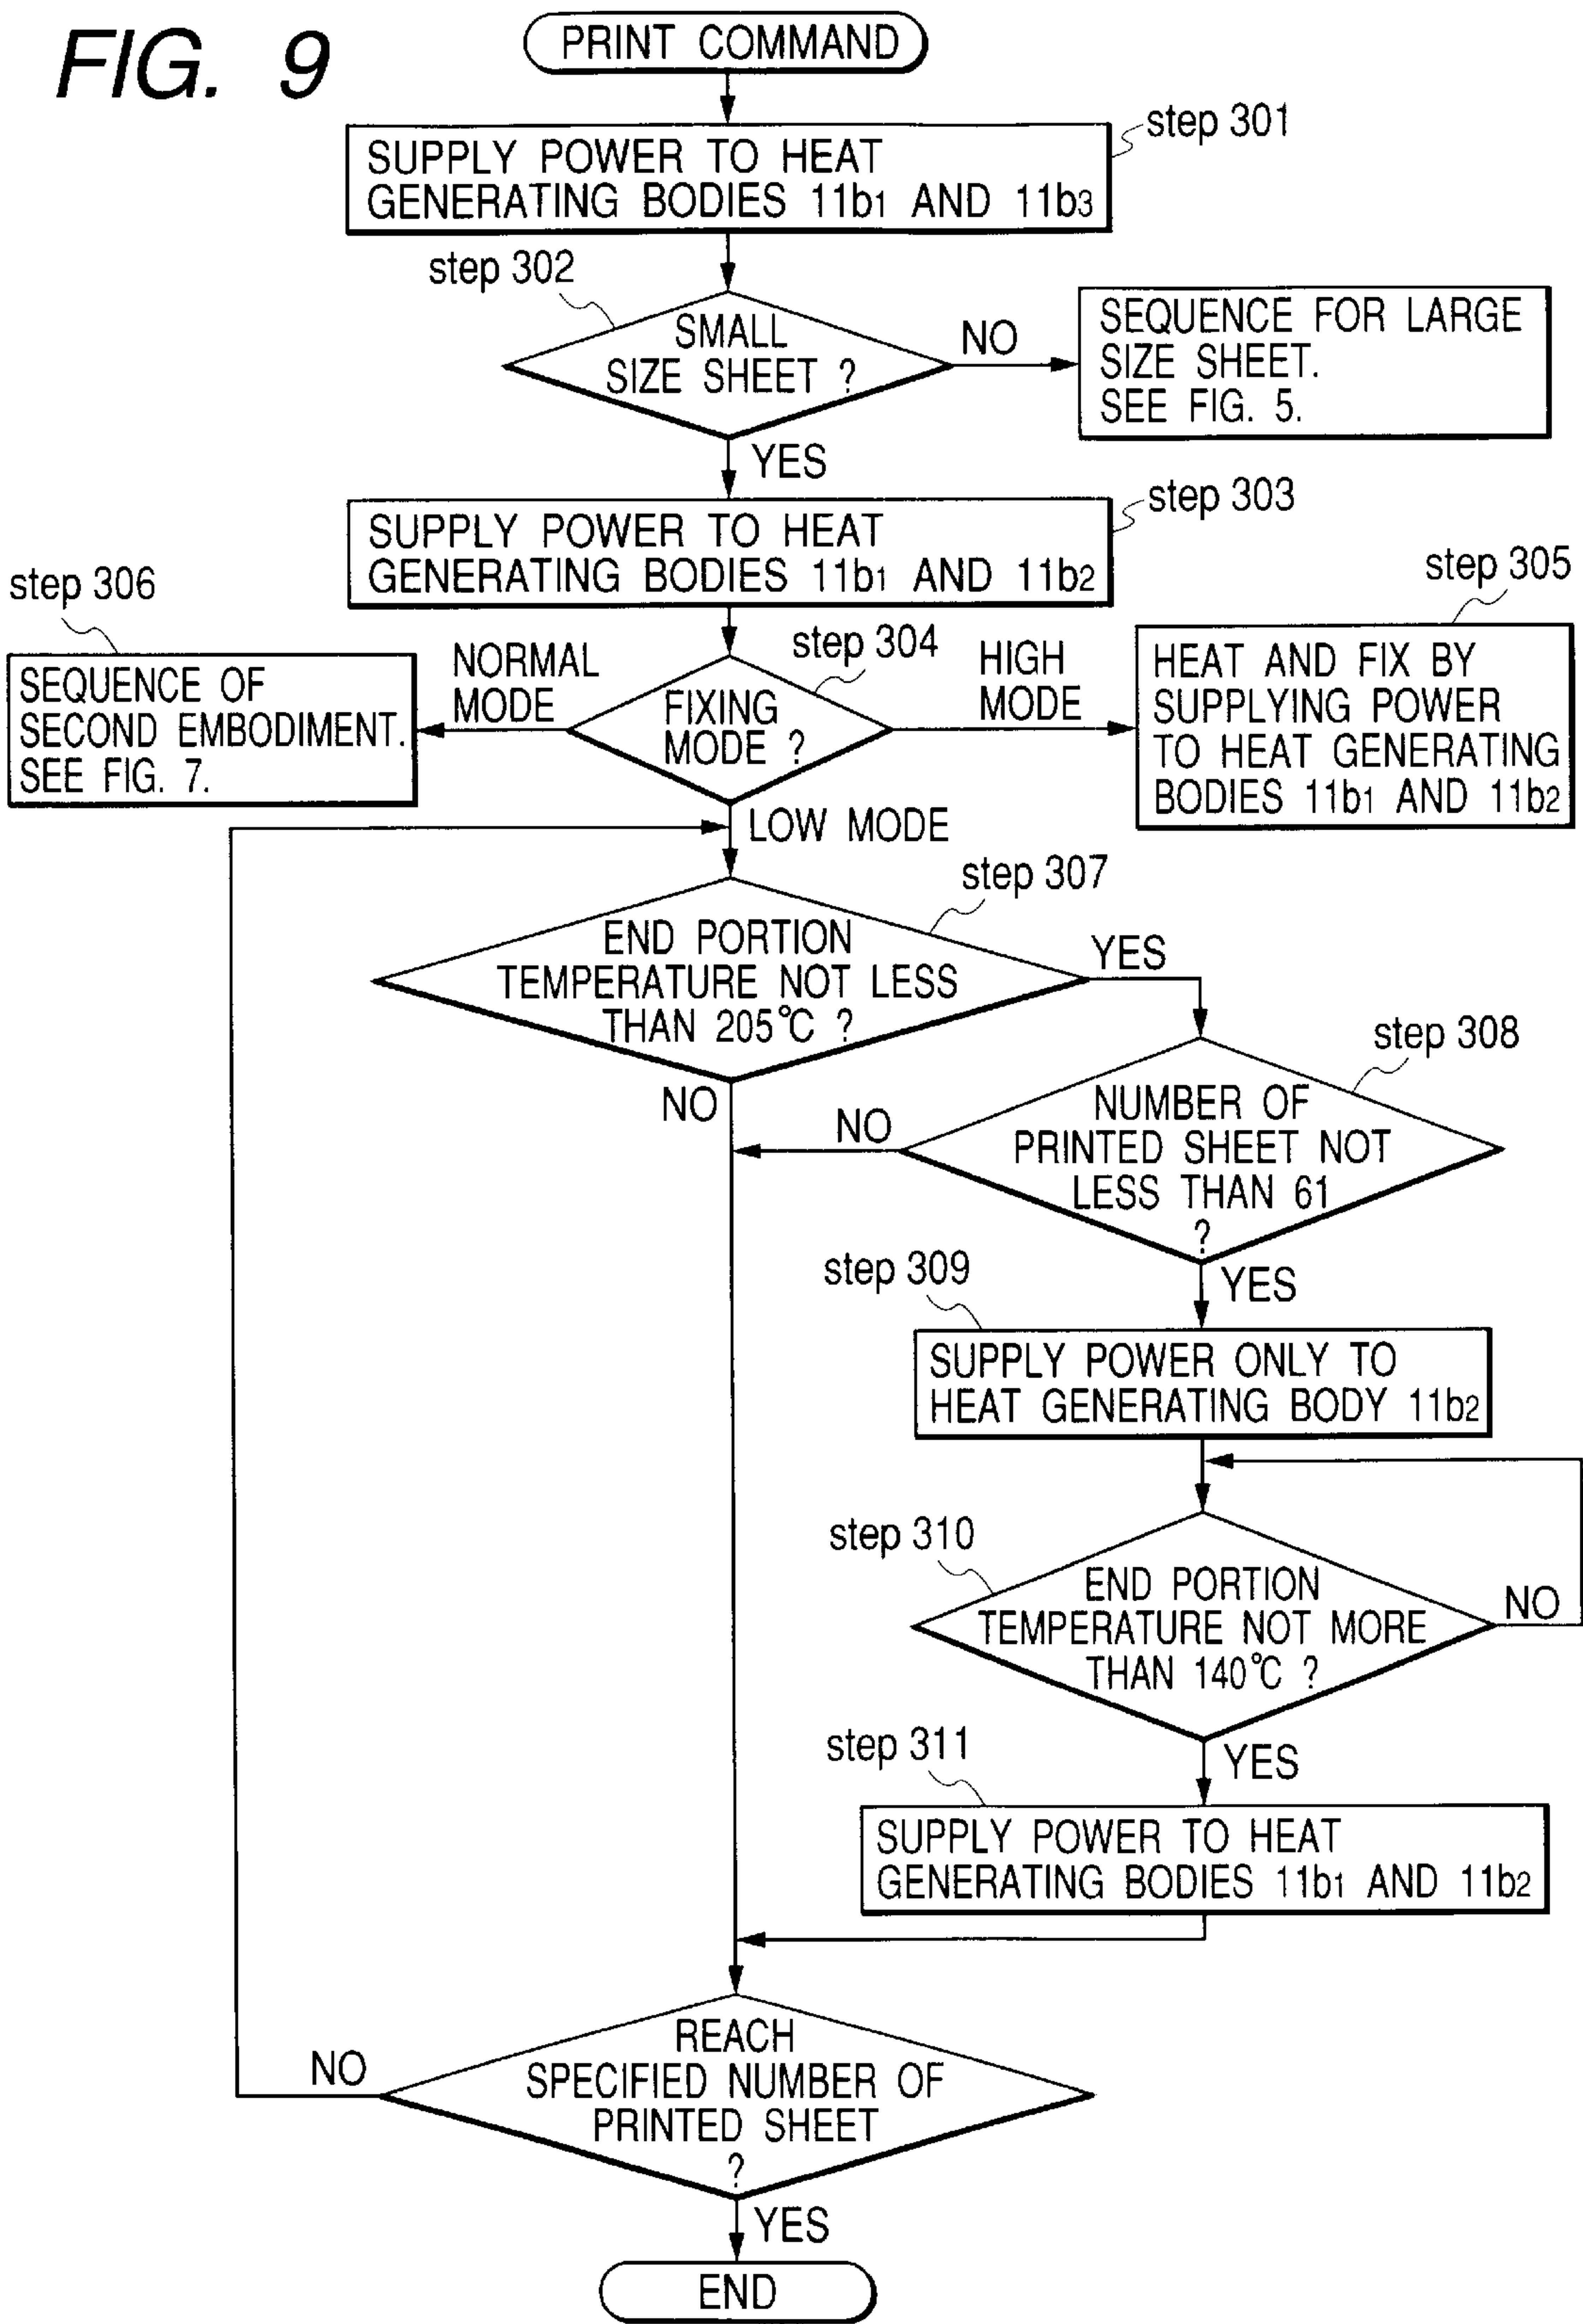 FIG. 9
PRINT COMMAND
step 301
SUPPLY POWER TO HEAT
GENERATING BODIES 11b1 AND 11b3
step 302
SMALL
SIZE SHEET ?
NO
SEQUENCE FOR LARGE
SIZE SHEET.
SEE FIG. 5.
YES
step 303
SUPPLY POWER TO HEAT
GENERATING BODIES 11b1 AND 11b2
step 306
SEQUENCE OF
SECOND EMBODIMENT.
SEE FIG. 7.
NORMAL
MODE
step 304
FIXING
MODE ?
HIGH
MODE
step 305
HEAT AND FIX BY
SUPPLYING POWER
TO HEAT GENERATING
BODIES 11b1 AND 11b2
LOW MODE
step 307
END PORTION
TEMPERATURE NOT LESS
THAN 205℃ ?
YES
NO
step 308
NUMBER OF
PRINTED SHEET NOT
LESS THAN 61
?
NO
YES
step 309
SUPPLY POWER ONLY TO
HEAT GENERATING BODY 11b2
step 310
END PORTION
TEMPERATURE NOT MORE
THAN 140℃ ?
NO
YES
step 311
SUPPLY POWER TO HEAT
GENERATING BODIES 11b1 AND 11b2
REACH
SPECIFIED NUMBER OF
PRINTED SHEET
?
NO
YES
END